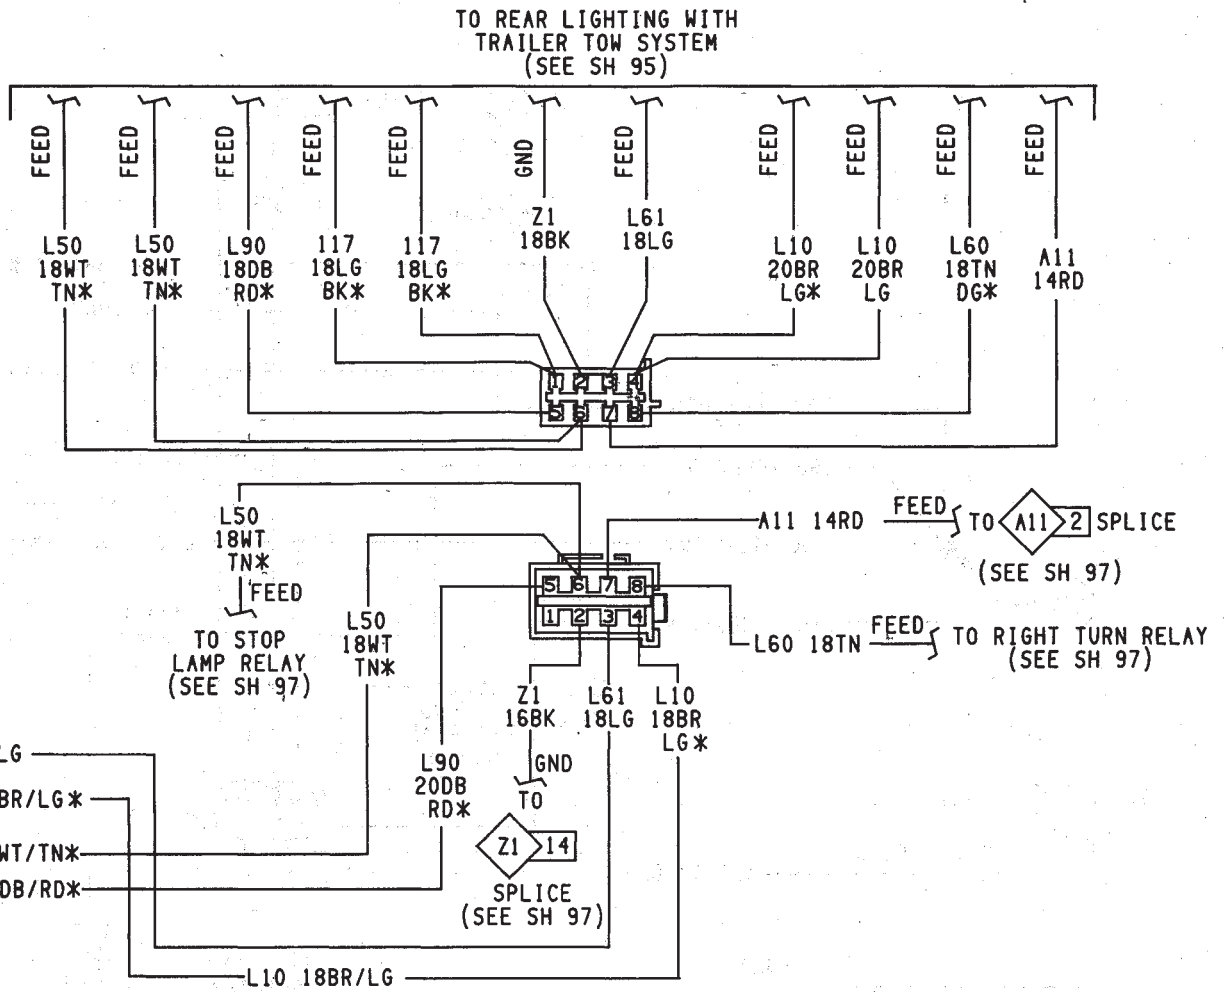 TO REAR LIGHTING WITH
TRAILER TOW SYSTEM
(SEE SH 95)
FEED
FEED
FEED
FEED
FEED
GND
FEED
FEED
FEED
FEED
FEED
L50
18WT
TN*
L50
18WT
TN*
L90
18DB
RD*
117
18LG
BK*
117
18LG
BK*
Z1
18BK
L61
18LG
L10
20BR
LG*
L10
20BR
LG
L60
18TN
DG*
A11
14RD
1 2 3 4
5 6 7 8
L50
18WT
TN*
FEED
TO STOP
LAMP RELAY
(SEE SH 97)
L50
18WT
TN*
A11 14RD
FEED
TO A11 2 SPLICE
(SEE SH 97)
5 6 7 8
1 2 3 4
L60 18TN
FEED
TO RIGHT TURN RELAY
(SEE SH 97)
Z1
16BK
L61
18LG
L10
18BR
LG*
L90
20DB
RD*
GND
TO
Z1 14
SPLICE
(SEE SH 97)
LG
BR/LG*
WT/TN*
DB/RD*
L10 18BR/LG